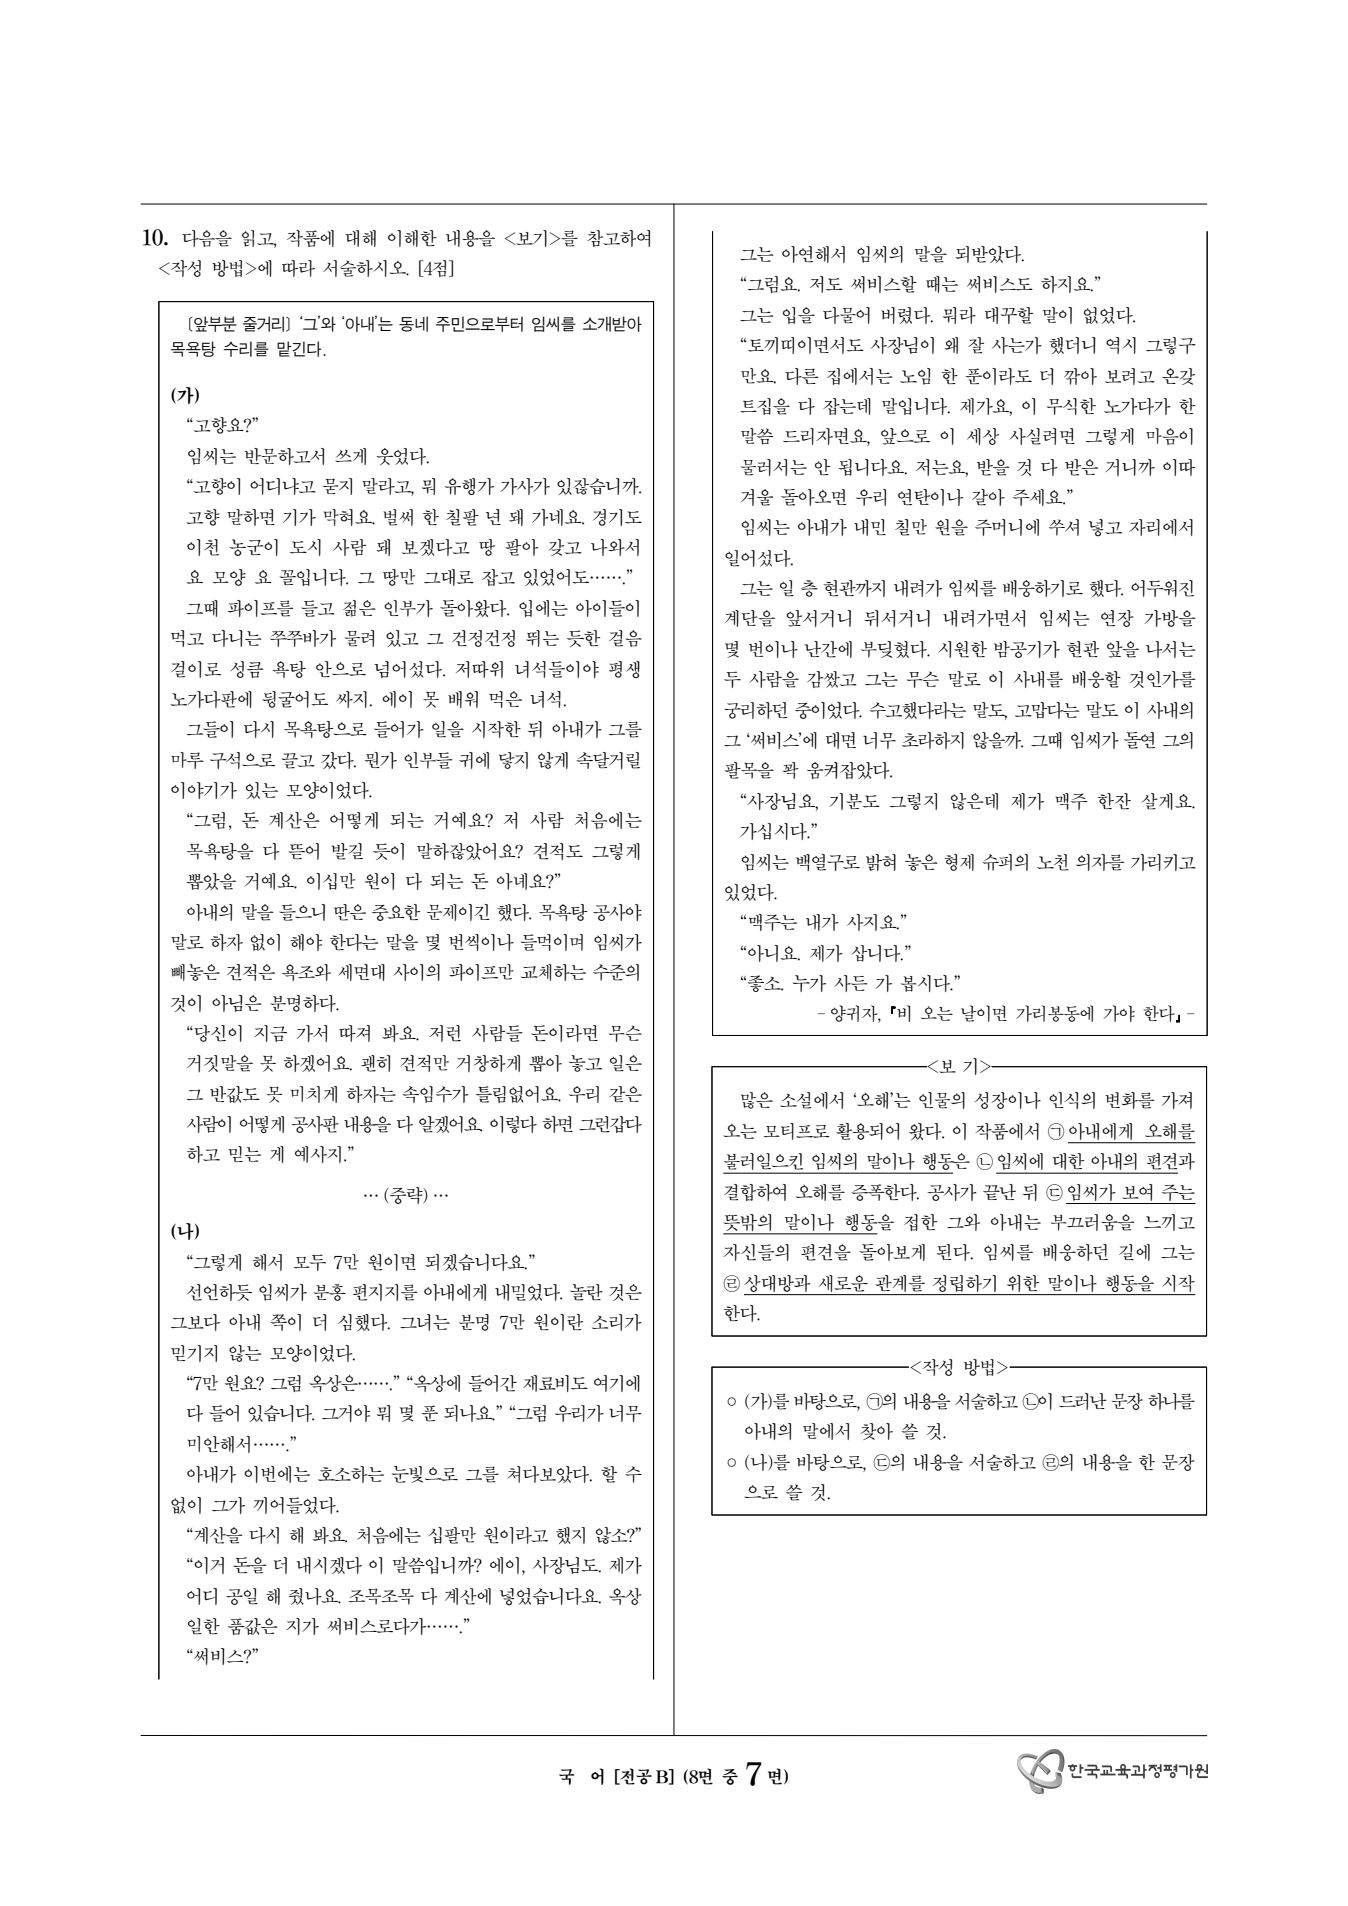 10. 다음을 읽고, 작품에 대해 이해한 내용을 <보기>를 참고하여
<작성 방법>에 따라 서술하시오. [4점]
〔앞부분 줄거리〕 ‘그’와 ‘아내’는 동네 주민으로부터 임씨를 소개받아
목욕탕 수리를 맡긴다.
(가)
“고향요?”
임씨는 반문하고서 쓰게 웃었다.
“고향이 어디냐고 묻지 말라고, 뭐 유행가 가사가 있잖습니까.
고향 말하면 기가 막혀요. 벌써 한 칠팔 년 돼 가네요. 경기도
이천 농군이 도시 사람 돼 보겠다고 땅 팔아 갖고 나와서
요 모양 요 꼴입니다. 그 땅만 그대로 잡고 있었어도…….”
그때 파이프를 들고 젊은 인부가 돌아왔다. 입에는 아이들이
먹고 다니는 쭈쭈바가 물려 있고 그 건정건정 뛰는 듯한 걸음
걸이로 성큼 욕탕 안으로 넘어섰다. 저따위 녀석들이야 평생
노가다판에 뒹굴어도 싸지. 에이 못 배워 먹은 녀석.
그들이 다시 목욕탕으로 들어가 일을 시작한 뒤 아내가 그를
마루 구석으로 끌고 갔다. 뭔가 인부들 귀에 닿지 않게 속달거릴
이야기가 있는 모양이었다.
“그럼, 돈 계산은 어떻게 되는 거예요? 저 사람 처음에는
목욕탕을 다 뜯어 발길 듯이 말하잖았어요? 견적도 그렇게
뽑았을 거예요. 이십만 원이 다 되는 돈 아녜요?”
아내의 말을 들으니 딴은 중요한 문제이긴 했다. 목욕탕 공사야
말로 하자 없이 해야 한다는 말을 몇 번씩이나 들먹이며 임씨가
빼놓은 견적은 욕조와 세면대 사이의 파이프만 교체하는 수준의
것이 아님은 분명하다.
“당신이 지금 가서 따져 봐요. 저런 사람들 돈이라면 무슨
거짓말을 못 하겠어요. 괜히 견적만 거창하게 뽑아 놓고 일은
그 반값도 못 미치게 하자는 속임수가 틀림없어요. 우리 같은
사람이 어떻게 공사판 내용을 다 알겠어요. 이렇다 하면 그런갑다
하고 믿는 게 예사지.”
… (중략) …
(나)
“그렇게 해서 모두 7만 원이면 되겠습니다요.”
선언하듯 임씨가 분홍 편지지를 아내에게 내밀었다. 놀란 것은
그보다 아내 쪽이 더 심했다. 그녀는 분명 7만 원이란 소리가
믿기지 않는 모양이었다.
“7만 원요? 그럼 옥상은…….” “옥상에 들어간 재료비도 여기에
다 들어 있습니다. 그거야 뭐 몇 푼 되나요.” “그럼 우리가 너무
미안해서…….”
아내가 이번에는 호소하는 눈빛으로 그를 쳐다보았다. 할 수
없이 그가 끼어들었다.
“계산을 다시 해 봐요. 처음에는 십팔만 원이라고 했지 않소?”
“이거 돈을 더 내시겠다 이 말씀입니까? 에이, 사장님도. 제가
어디 공일 해 줬나요. 조목조목 다 계산에 넣었습니다요. 옥상
일한 품값은 지가 써비스로다가…….”
“써비스?”
그는 아연해서 임씨의 말을 되받았다.
“그럼요. 저도 써비스할 때는 써비스도 하지요.”
그는 입을 다물어 버렸다. 뭐라 대꾸할 말이 없었다.
“토끼띠이면서도 사장님이 왜 잘 사는가 했더니 역시 그렇구
만요. 다른 집에서는 노임 한 푼이라도 더 깎아 보려고 온갖
트집을 다 잡는데 말입니다. 제가요, 이 무식한 노가다가 한
말씀 드리자면요, 앞으로 이 세상 사실려면 그렇게 마음이
물러서는 안 됩니다요. 저는요, 받을 것 다 받은 거니까 이따
겨울 돌아오면 우리 연탄이나 갈아 주세요.”
임씨는 아내가 내민 칠만 원을 주머니에 쑤셔 넣고 자리에서
일어섰다.
그는 일 층 현관까지 내려가 임씨를 배웅하기로 했다. 어두워진
계단을 앞서거니 뒤서거니 내려가면서 임씨는 연장 가방을
몇 번이나 난간에 부딪혔다. 시원한 밤공기가 현관 앞을 나서는
두 사람을 감쌌고 그는 무슨 말로 이 사내를 배웅할 것인가를
궁리하던 중이었다. 수고했다라는 말도, 고맙다는 말도 이 사내의
그 ‘써비스’에 대면 너무 초라하지 않을까. 그때 임씨가 돌연 그의
팔목을 꽉 움켜잡았다.
“사장님요, 기분도 그렇지 않은데 제가 맥주 한잔 살게요.
가십시다.”
임씨는 백열구로 밝혀 놓은 형제 슈퍼의 노천 의자를 가리키고
있었다.
“맥주는 내가 사지요.”
“아니요. 제가 삽니다.”
“좋소. 누가 사든 가 봅시다.”
- 양귀자, 『비 오는 날이면 가리봉동에 가야 한다』 -
<보 기>
많은 소설에서 ‘오해’는 인물의 성장이나 인식의 변화를 가져
오는 모티프로 활용되어 왔다. 이 작품에서 ㉠아내에게 오해를
불러일으킨 임씨의 말이나 행동은 ㉡임씨에 대한 아내의 편견과
결합하여 오해를 증폭한다. 공사가 끝난 뒤 ㉢임씨가 보여 주는
뜻밖의 말이나 행동을 접한 그와 아내는 부끄러움을 느끼고
자신들의 편견을 돌아보게 된다. 임씨를 배웅하던 길에 그는
㉣상대방과 새로운 관계를 정립하기 위한 말이나 행동을 시작
한다.
<작성 방법>
○ (가)를 바탕으로, ㉠의 내용을 서술하고 ㉡이 드러난 문장 하나를
아내의 말에서 찾아 쓸 것.
○ (나)를 바탕으로, ㉢의 내용을 서술하고 ㉣의 내용을 한 문장
으로 쓸 것.
국 어 [전공 B] (8면 중 7 면)
한국교육과정평가원